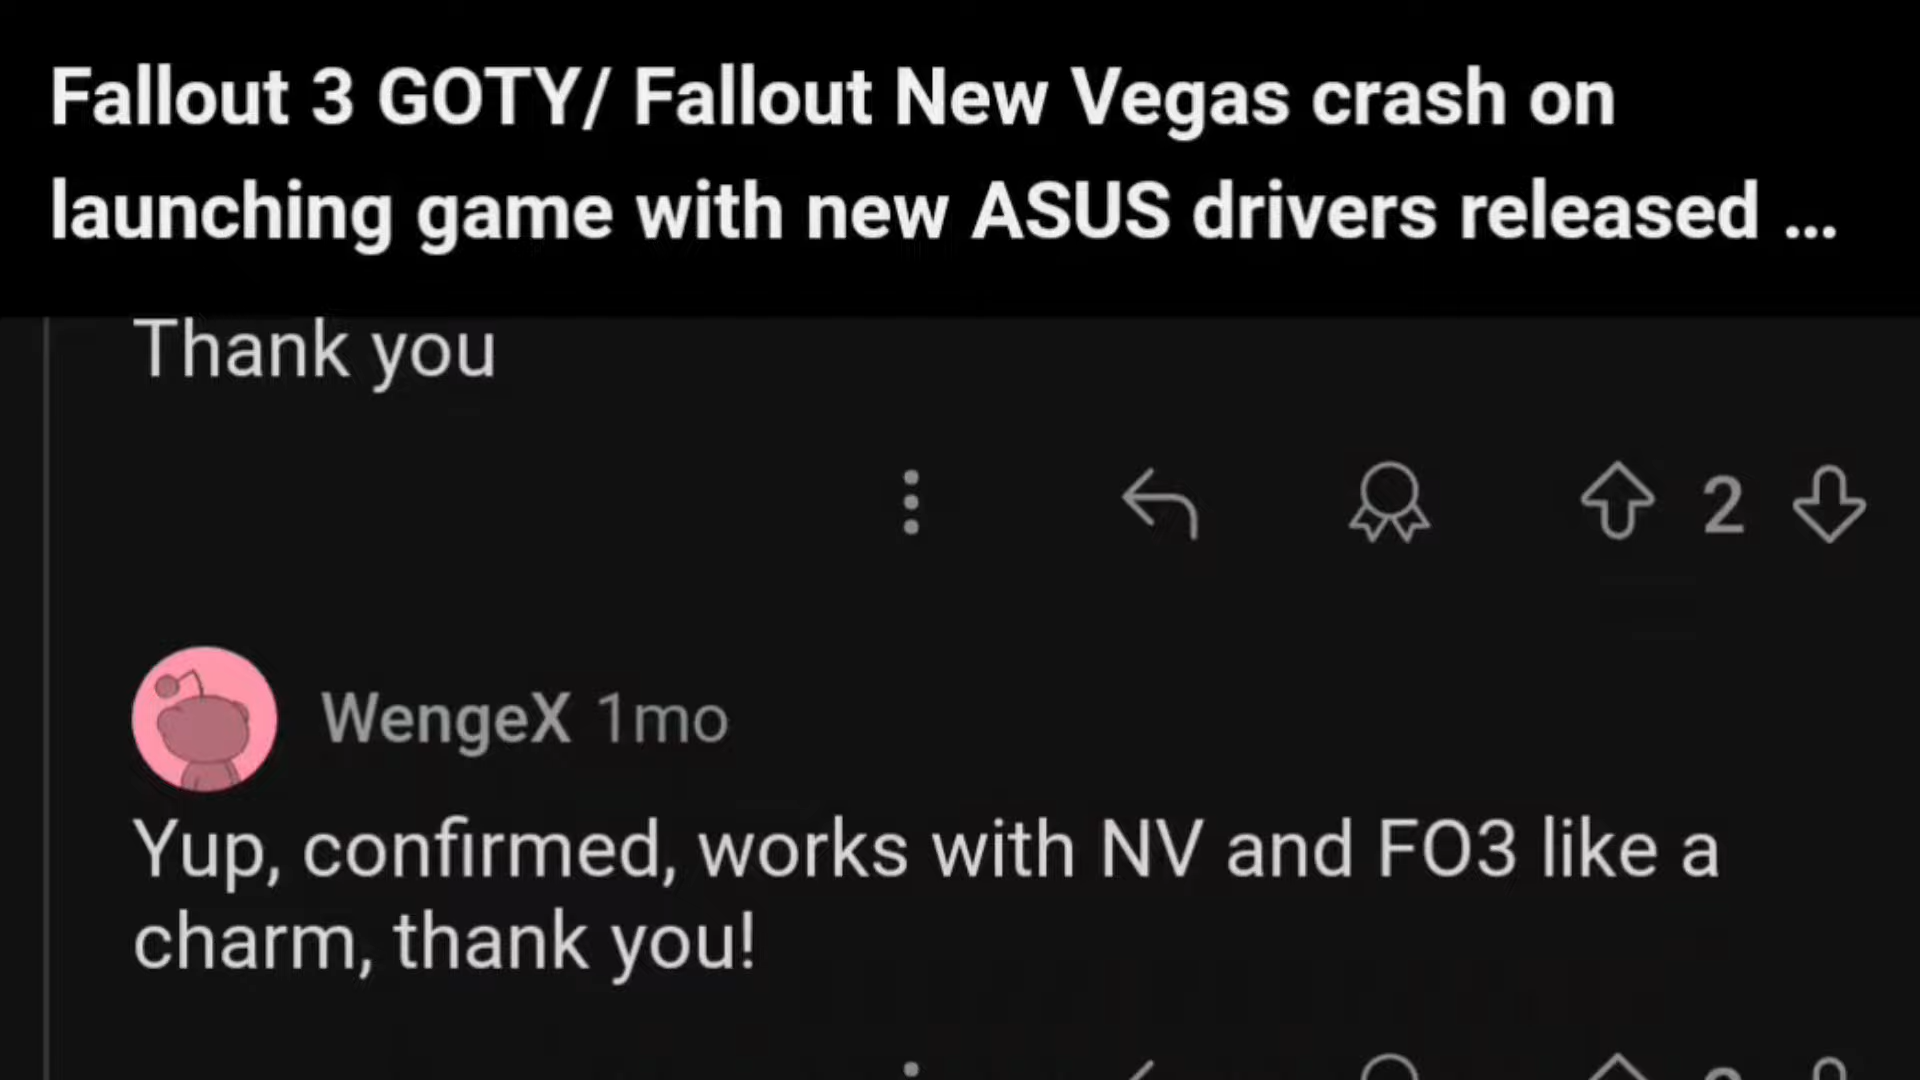 Fallout 3 GOTY/ Fallout New Vegas crash on
launching game with new ASUS drivers released ...
Thank you
2
WengeX 1mo
Yup, confirmed, works with NV and FO3 like a
charm, thank you!